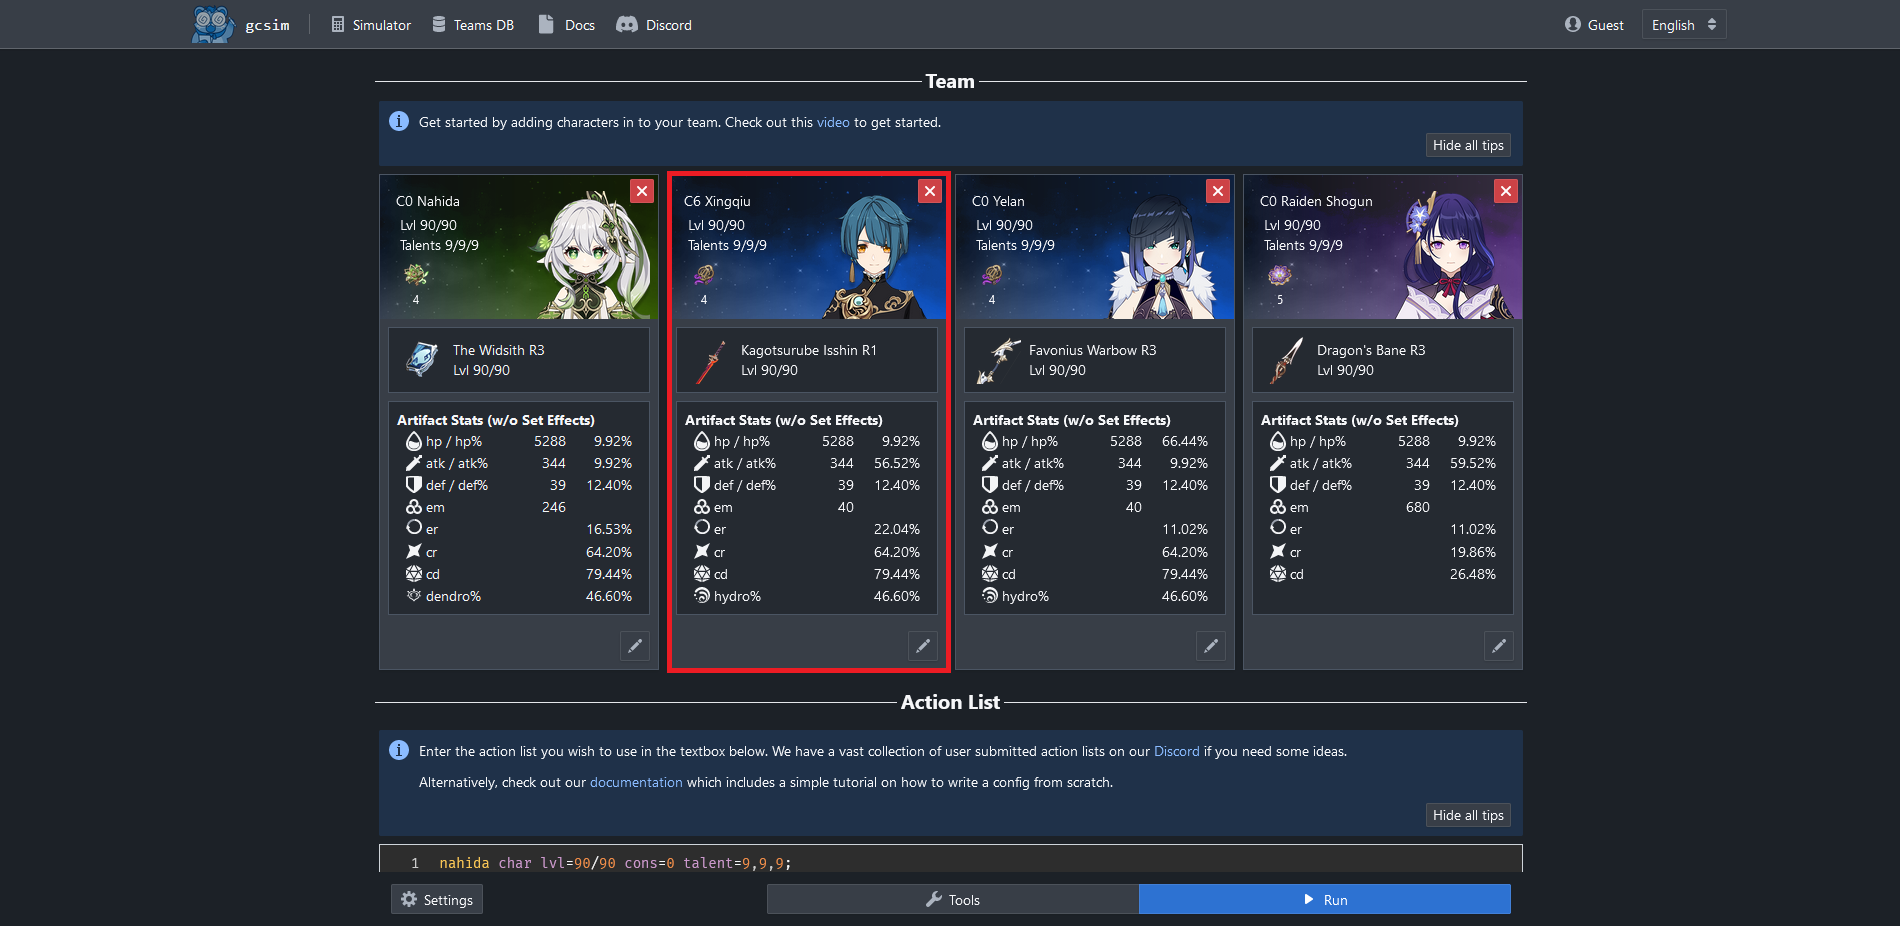 gcsim
Simulator
Teams DB
Docs
Discord
Guest
English
Team
Get started by adding characters in to your team. Check out this video to get started.
Hide all tips
C0 Nahida
Lvl 90/90
Talents 9/9/9
4
The Widsith R3
Lvl 90/90
Artifact Stats (w/o Set Effects)
hp / hp% 5288 9.92%
atk / atk% 344 9.92%
def / def% 39 12.40%
em 246
er 16.53%
cr 64.20%
cd 79.44%
dendro% 46.60%
C6 Xingqiu
Lvl 90/90
Talents 9/9/9
4
Kagotsurube Isshin R1
Lvl 90/90
Artifact Stats (w/o Set Effects)
hp / hp% 5288 9.92%
atk / atk% 344 56.52%
def / def% 39 12.40%
em 40
er 22.04%
cr 64.20%
cd 79.44%
hydro% 46.60%
C0 Yelan
Lvl 90/90
Talents 9/9/9
4
Favonius Warbow R3
Lvl 90/90
Artifact Stats (w/o Set Effects)
hp / hp% 5288 66.44%
atk / atk% 344 9.92%
def / def% 39 12.40%
em 40
er 11.02%
cr 64.20%
cd 79.44%
hydro% 46.60%
C0 Raiden Shogun
Lvl 90/90
Talents 9/9/9
5
Dragon's Bane R3
Lvl 90/90
Artifact Stats (w/o Set Effects)
hp / hp% 5288 9.92%
atk / atk% 344 59.52%
def / def% 39 12.40%
em 680
er 11.02%
cr 19.86%
cd 26.48%
Action List
Enter the action list you wish to use in the textbox below. We have a vast collection of user submitted action lists on our Discord if you need some ideas.
Alternatively, check out our documentation which includes a simple tutorial on how to write a config from scratch.
Hide all tips
1 nahida char lvl=90/90 cons=0 talent=9,9,9;
Settings
Tools
Run